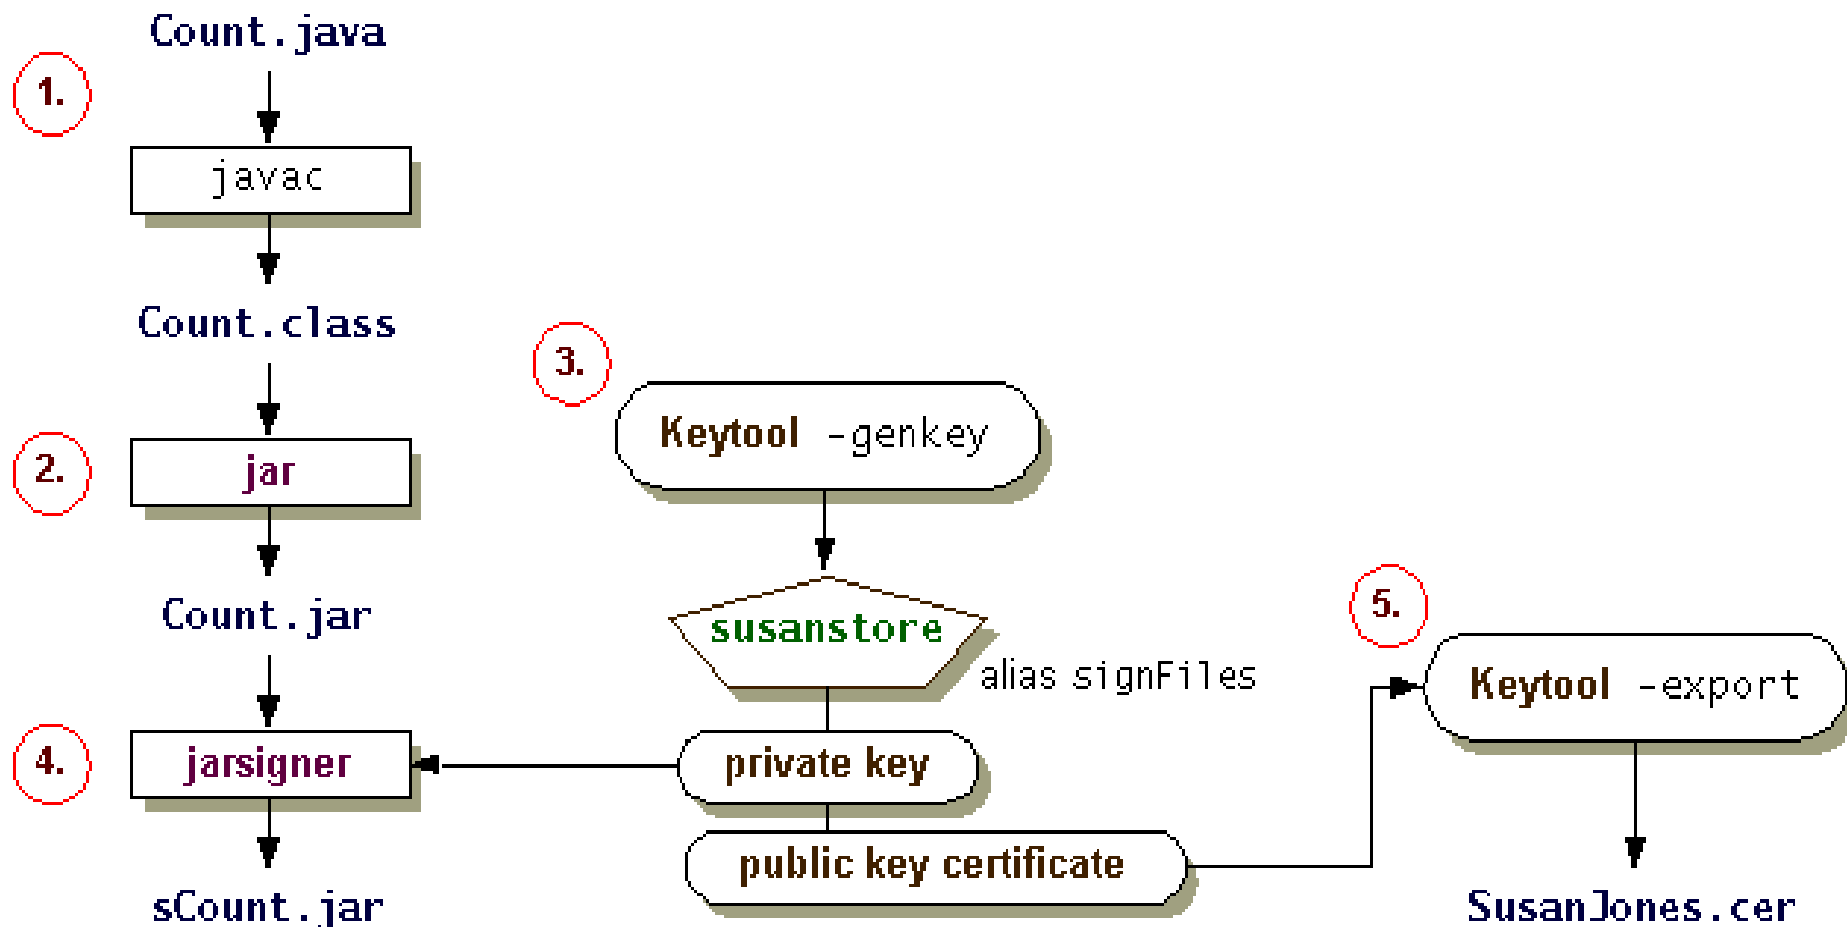 Count.java
1.
javac
Count.class
2.
jar
Count.jar
4.
jarsigner
sCount.jar
3.
Keytool -genkey
susanstore
alias signFiles
private key
public key certificate
5.
Keytool -export
SusanJones.cer